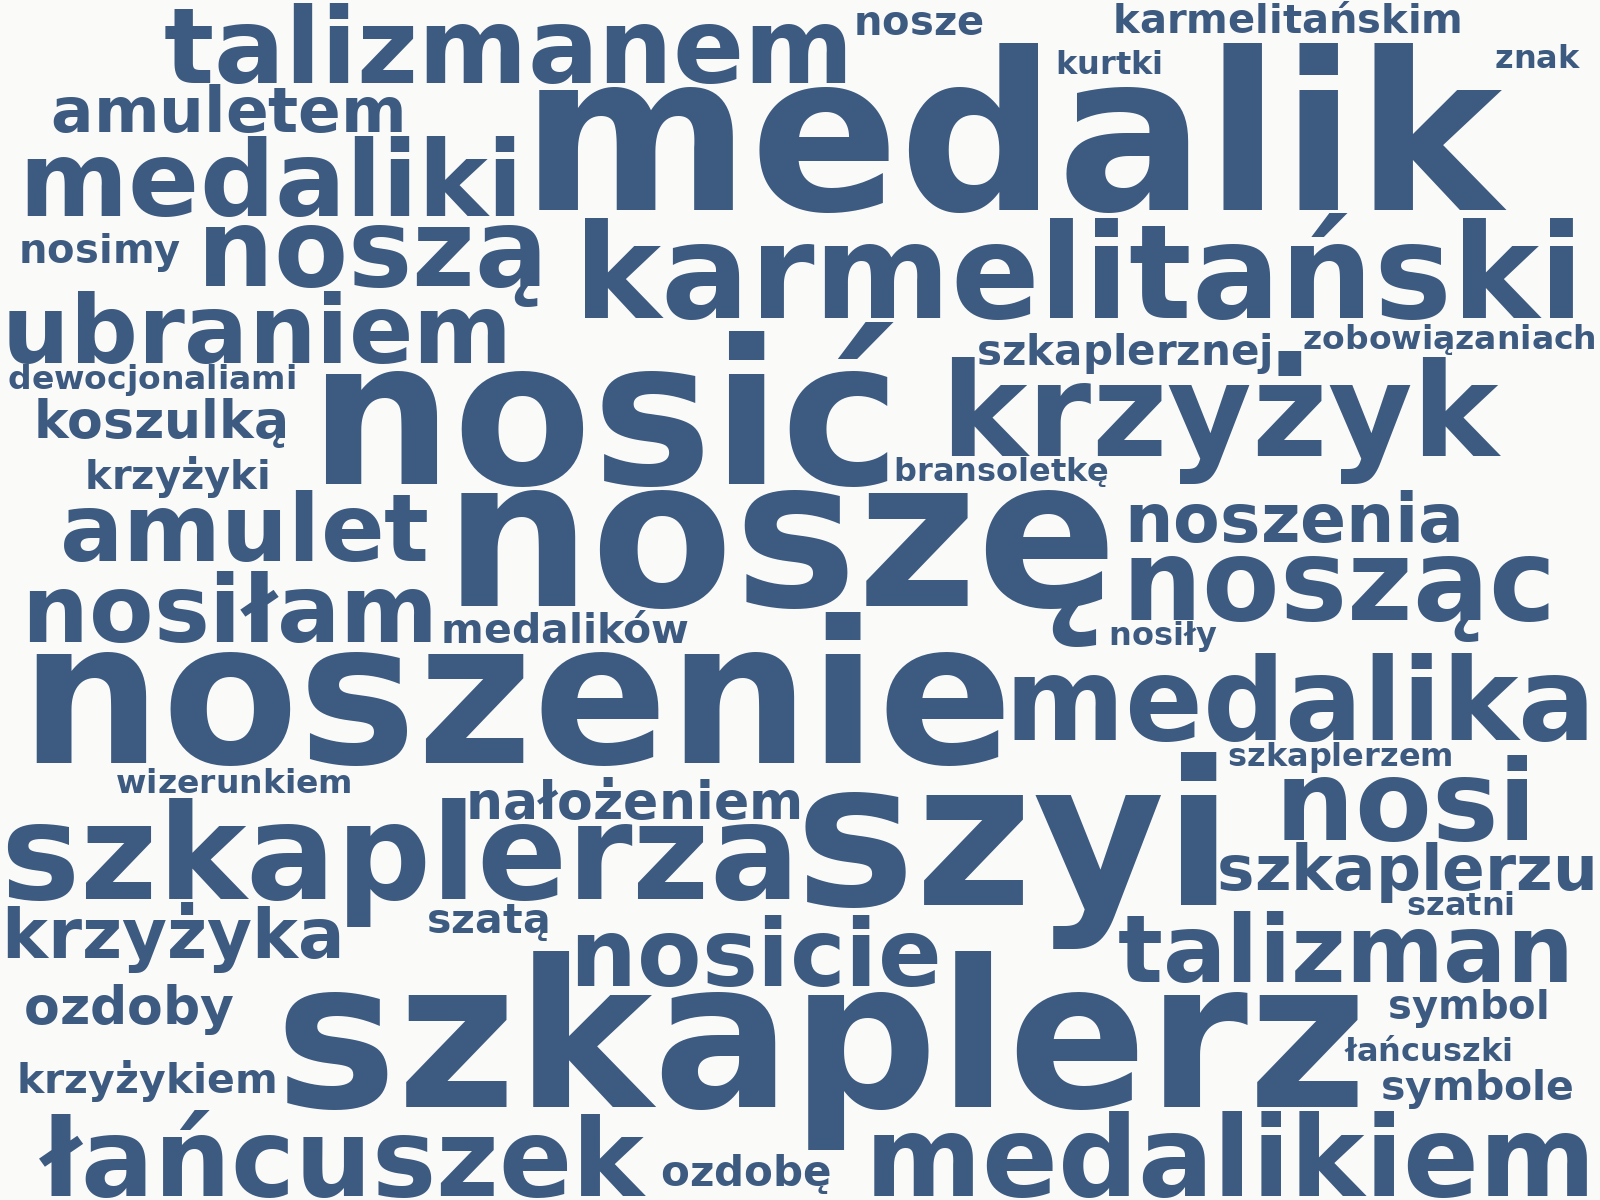 talizmanem nosze karmelitańskim
kurtki znak
amuletem medalik
medaliki
nosimy noszą karmelitański
ubraniem szkaplerznej zobowiązaniach
dewocjonaliami nosić krzyżyk
koszulką
krzyżyki bransoletkę
amulet noszę noszenia
nosząc
nosiłam medalików nosiły
noszenie medalika
szkaplerzem
wizerunkiem nałożeniem szyi nosi
szkaplerza szkaplerzu
szatni
krzyżyka szatą nosicie talizman
ozdoby szkaplerz symbol
łańcuszki
krzyżykiem symbole
łańcuszek ozdobę medalikiem